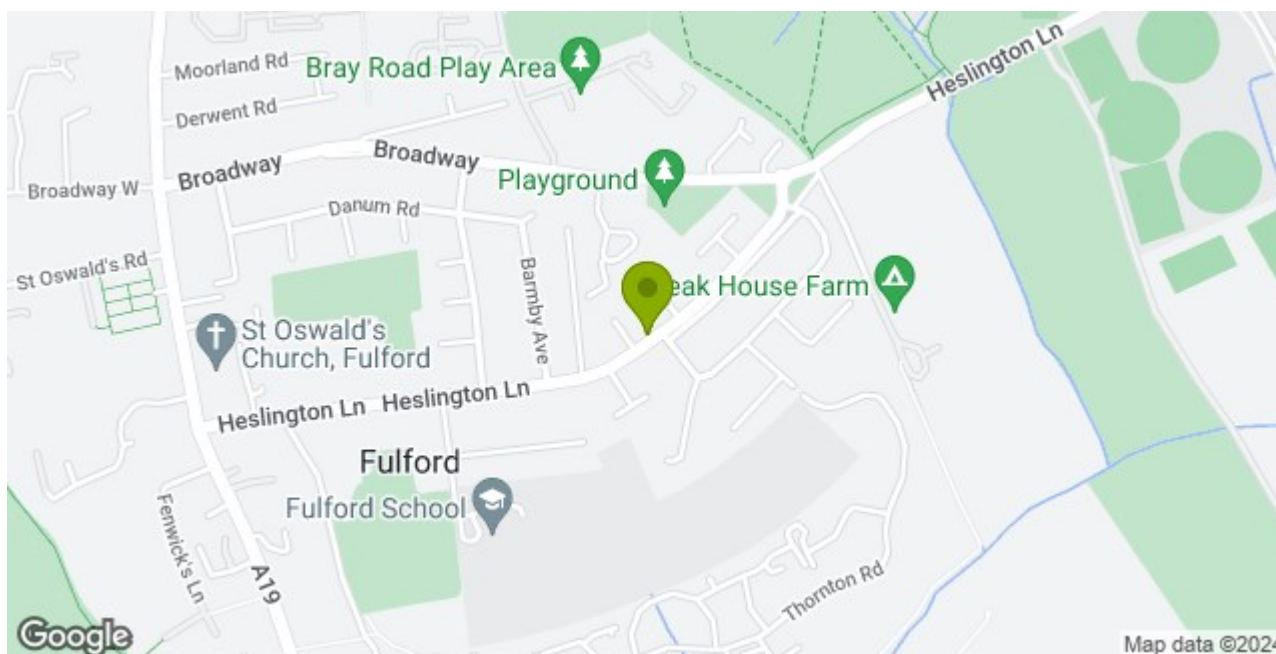 Moorland Rd
Bray Road Play Area
Heslington Ln
Derwent Rd
Broadway
Broadway
Broadway W
Playground
Danum Rd
St Oswald's Rd
Barmby Ave
eak House Farm
St Oswald's
Church, Fulford
Heslington Ln
Heslington Ln
Fulford
Fulford School
Fenwick's Ln
A19
Thornton Rd
Google
Map data ©2024